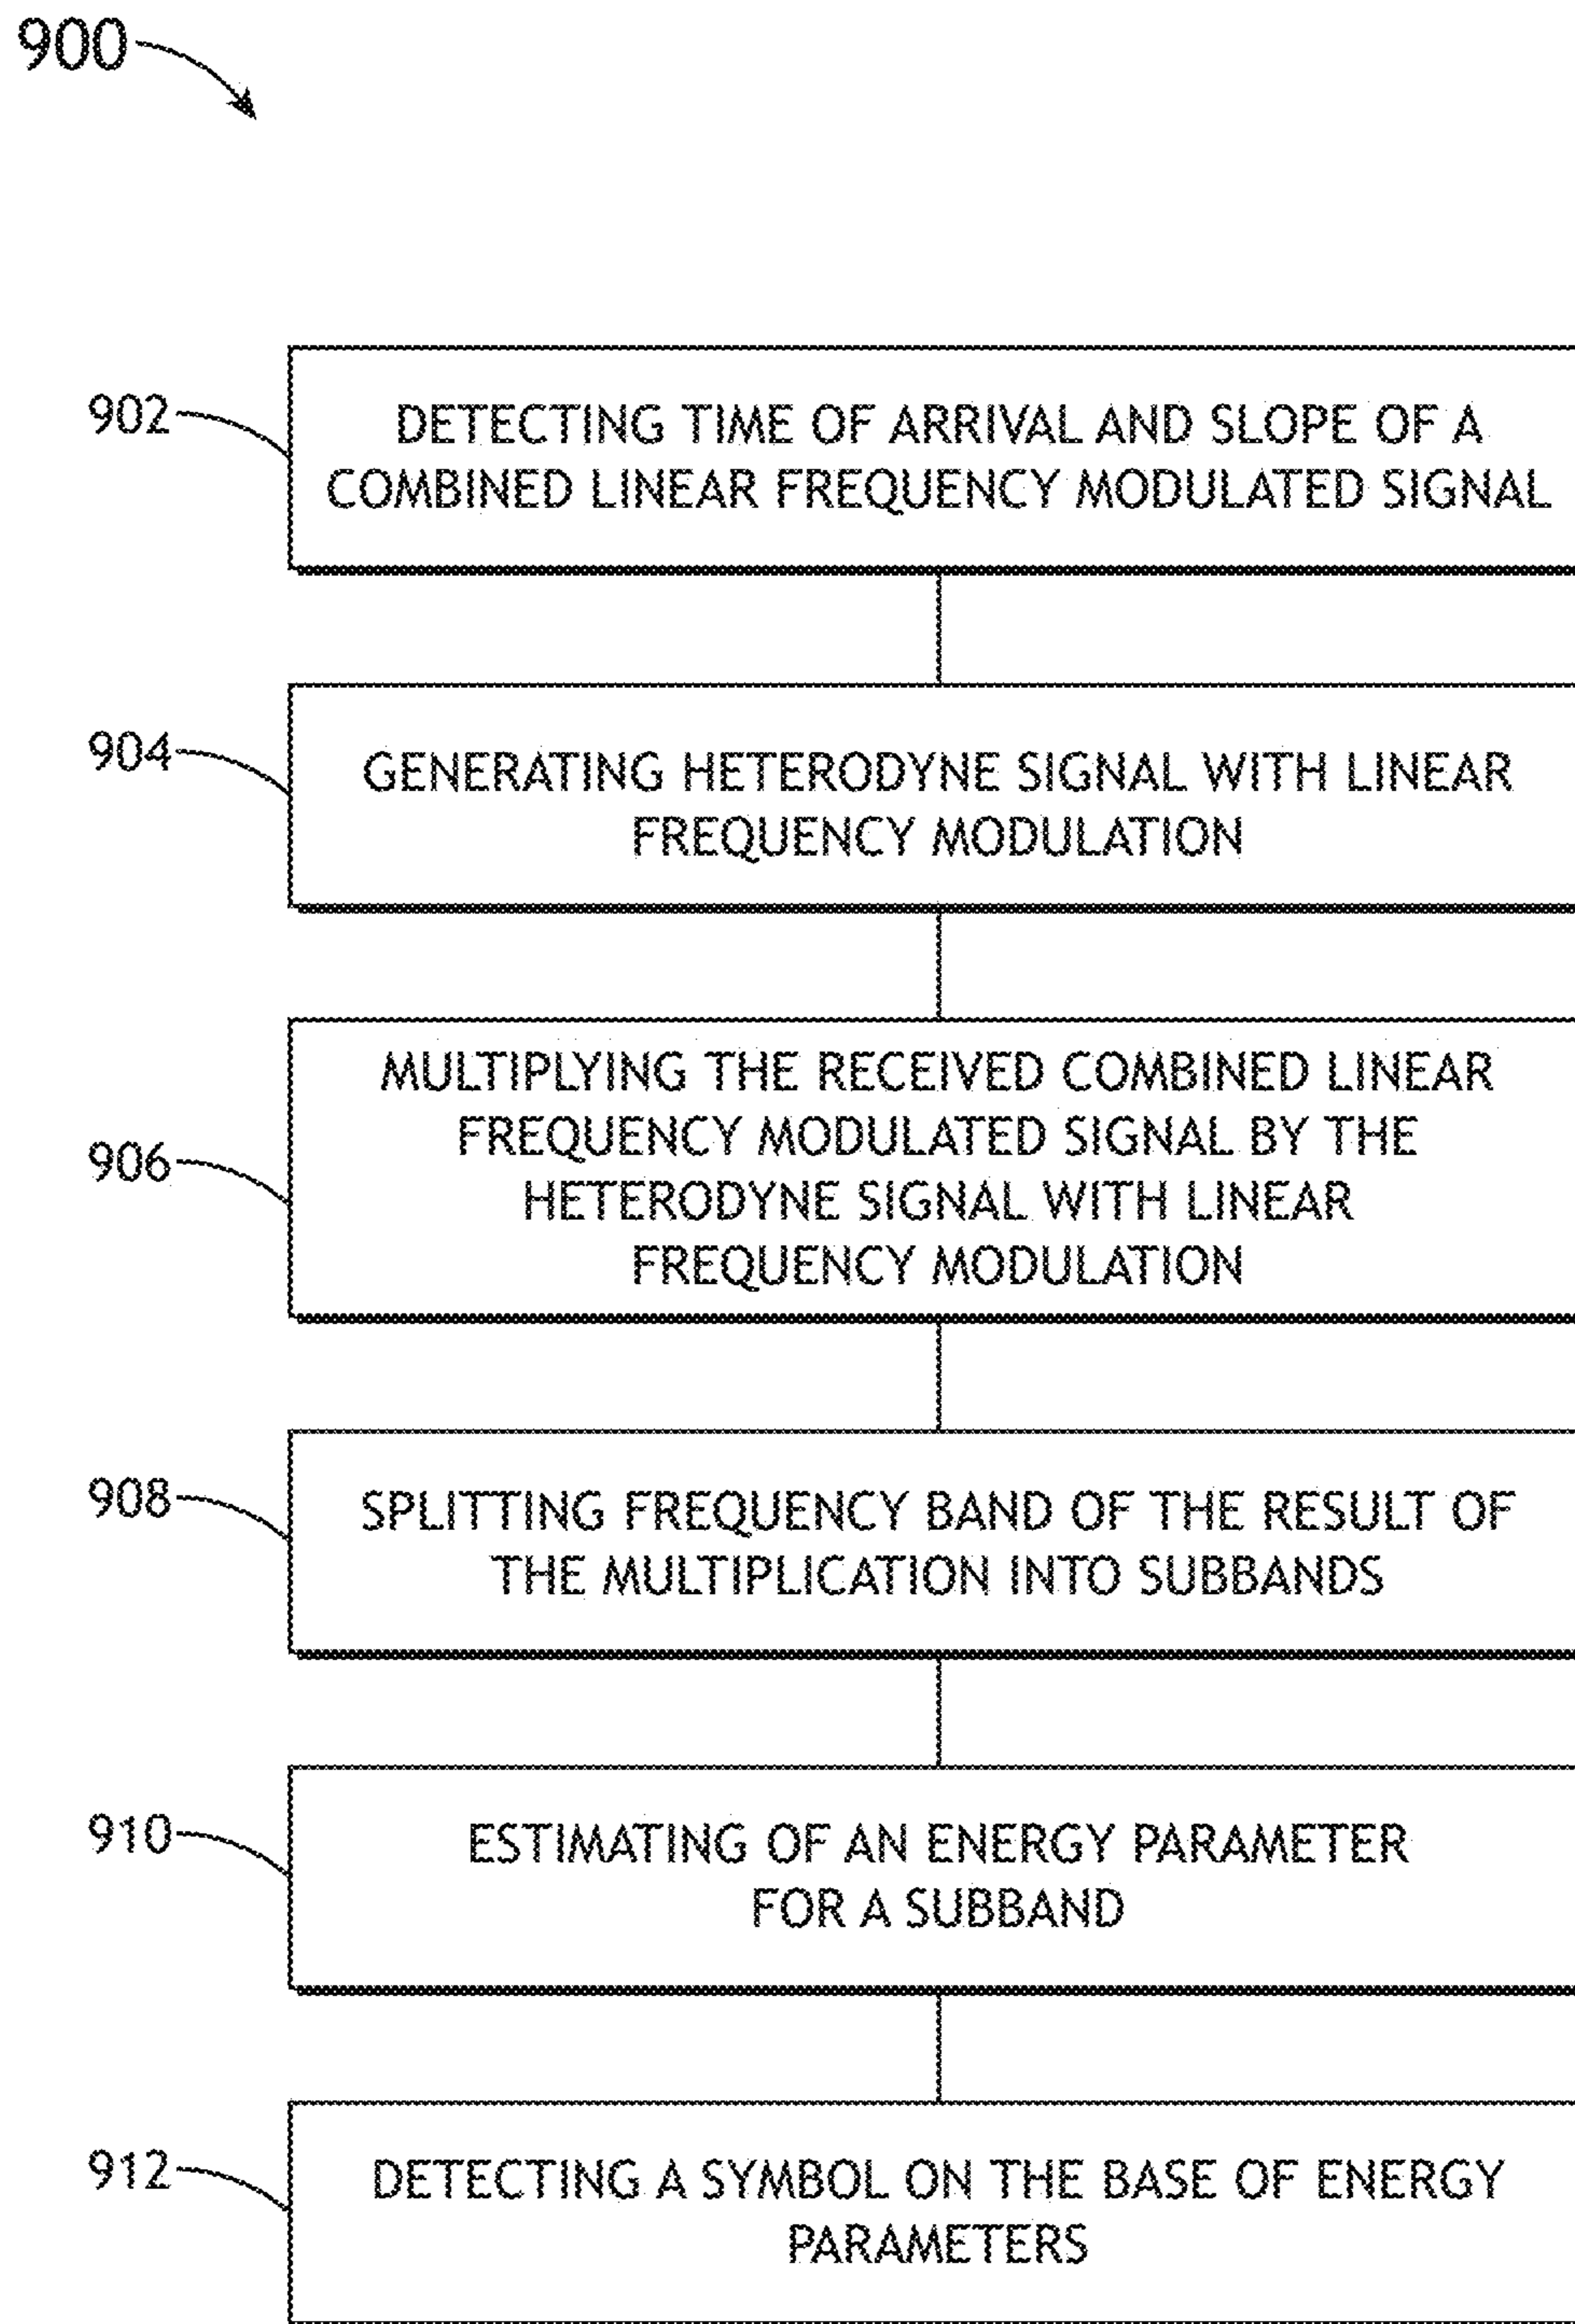 900
902
DETECTING TIME OF ARRIVAL AND SLOPE OF A
COMBINED LINEAR FREQUENCY MODULATED SIGNAL
904
GENERATING HETERODYNE SIGNAL WITH LINEAR
FREQUENCY MODULATION
906
MULTIPLYING THE RECEIVED COMBINED LINEAR
FREQUENCY MODULATED SIGNAL BY THE
HETERODYNE SIGNAL WITH LINEAR
FREQUENCY MODULATION
908
SPLITTING FREQUENCY BAND OF THE RESULT OF
THE MULTIPLICATION INTO SUBBANDS
910
ESTIMATING OF AN ENERGY PARAMETER
FOR A SUBBAND
912
DETECTING A SYMBOL ON THE BASE OF ENERGY
PARAMETERS